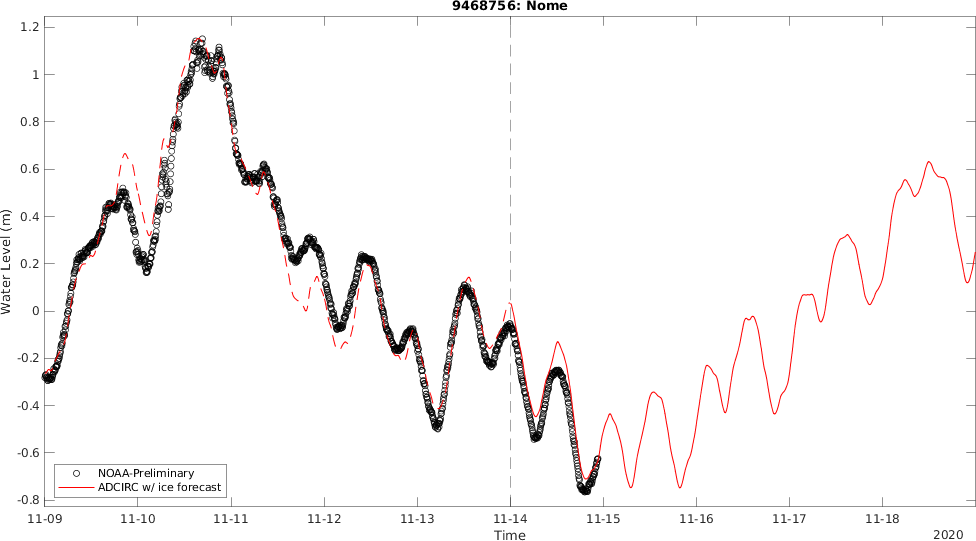 9468756: Nome
1.2
1
0.8
0.6
0.4
0.2
0
-0.2
-0.4
-0.6
-0.8
Water Level (m)
NOAA-Preliminary
ADCIRC w/ ice forecast
11-09 11-10 11-11 11-12 11-13 11-14 11-15 11-16 11-17 11-18
Time
2020